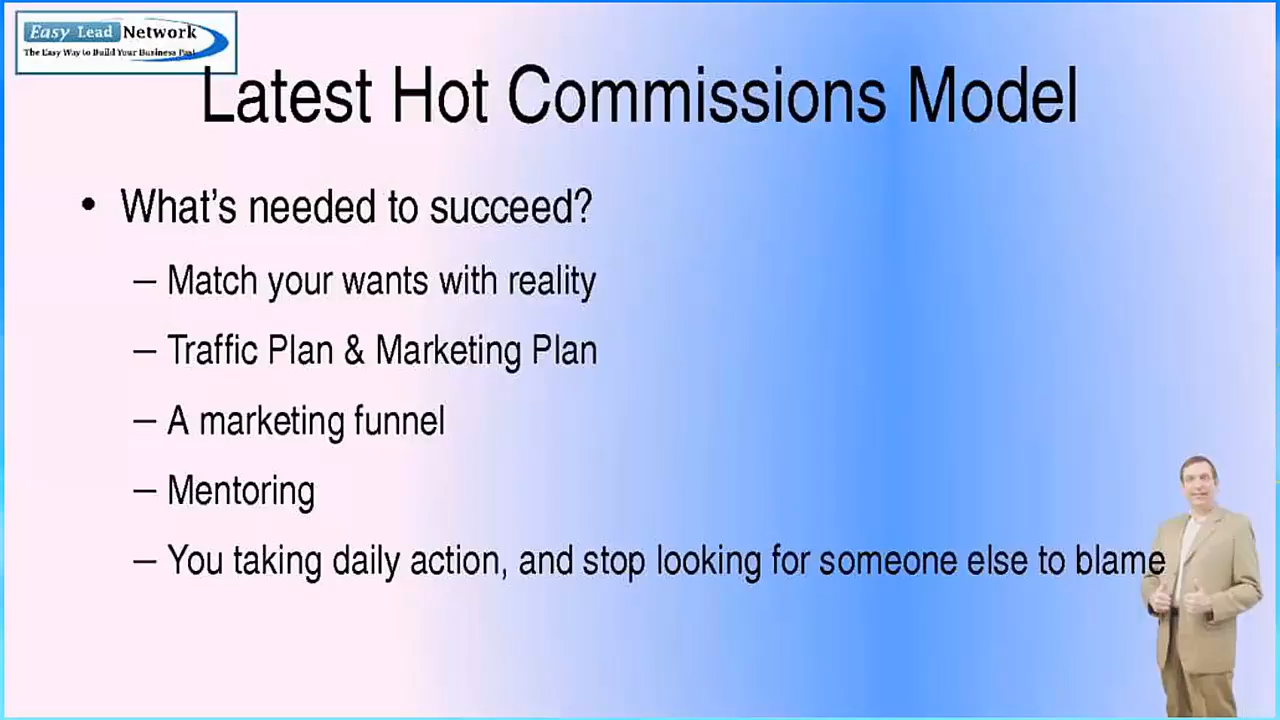 Easy Lead Network
The Easy Way to Build Your Business Fast
Latest Hot Commissions Model
• What's needed to succeed?
– Match your wants with reality
– Traffic Plan & Marketing Plan
– A marketing funnel
– Mentoring
– You taking daily action, and stop looking for someone else to blame